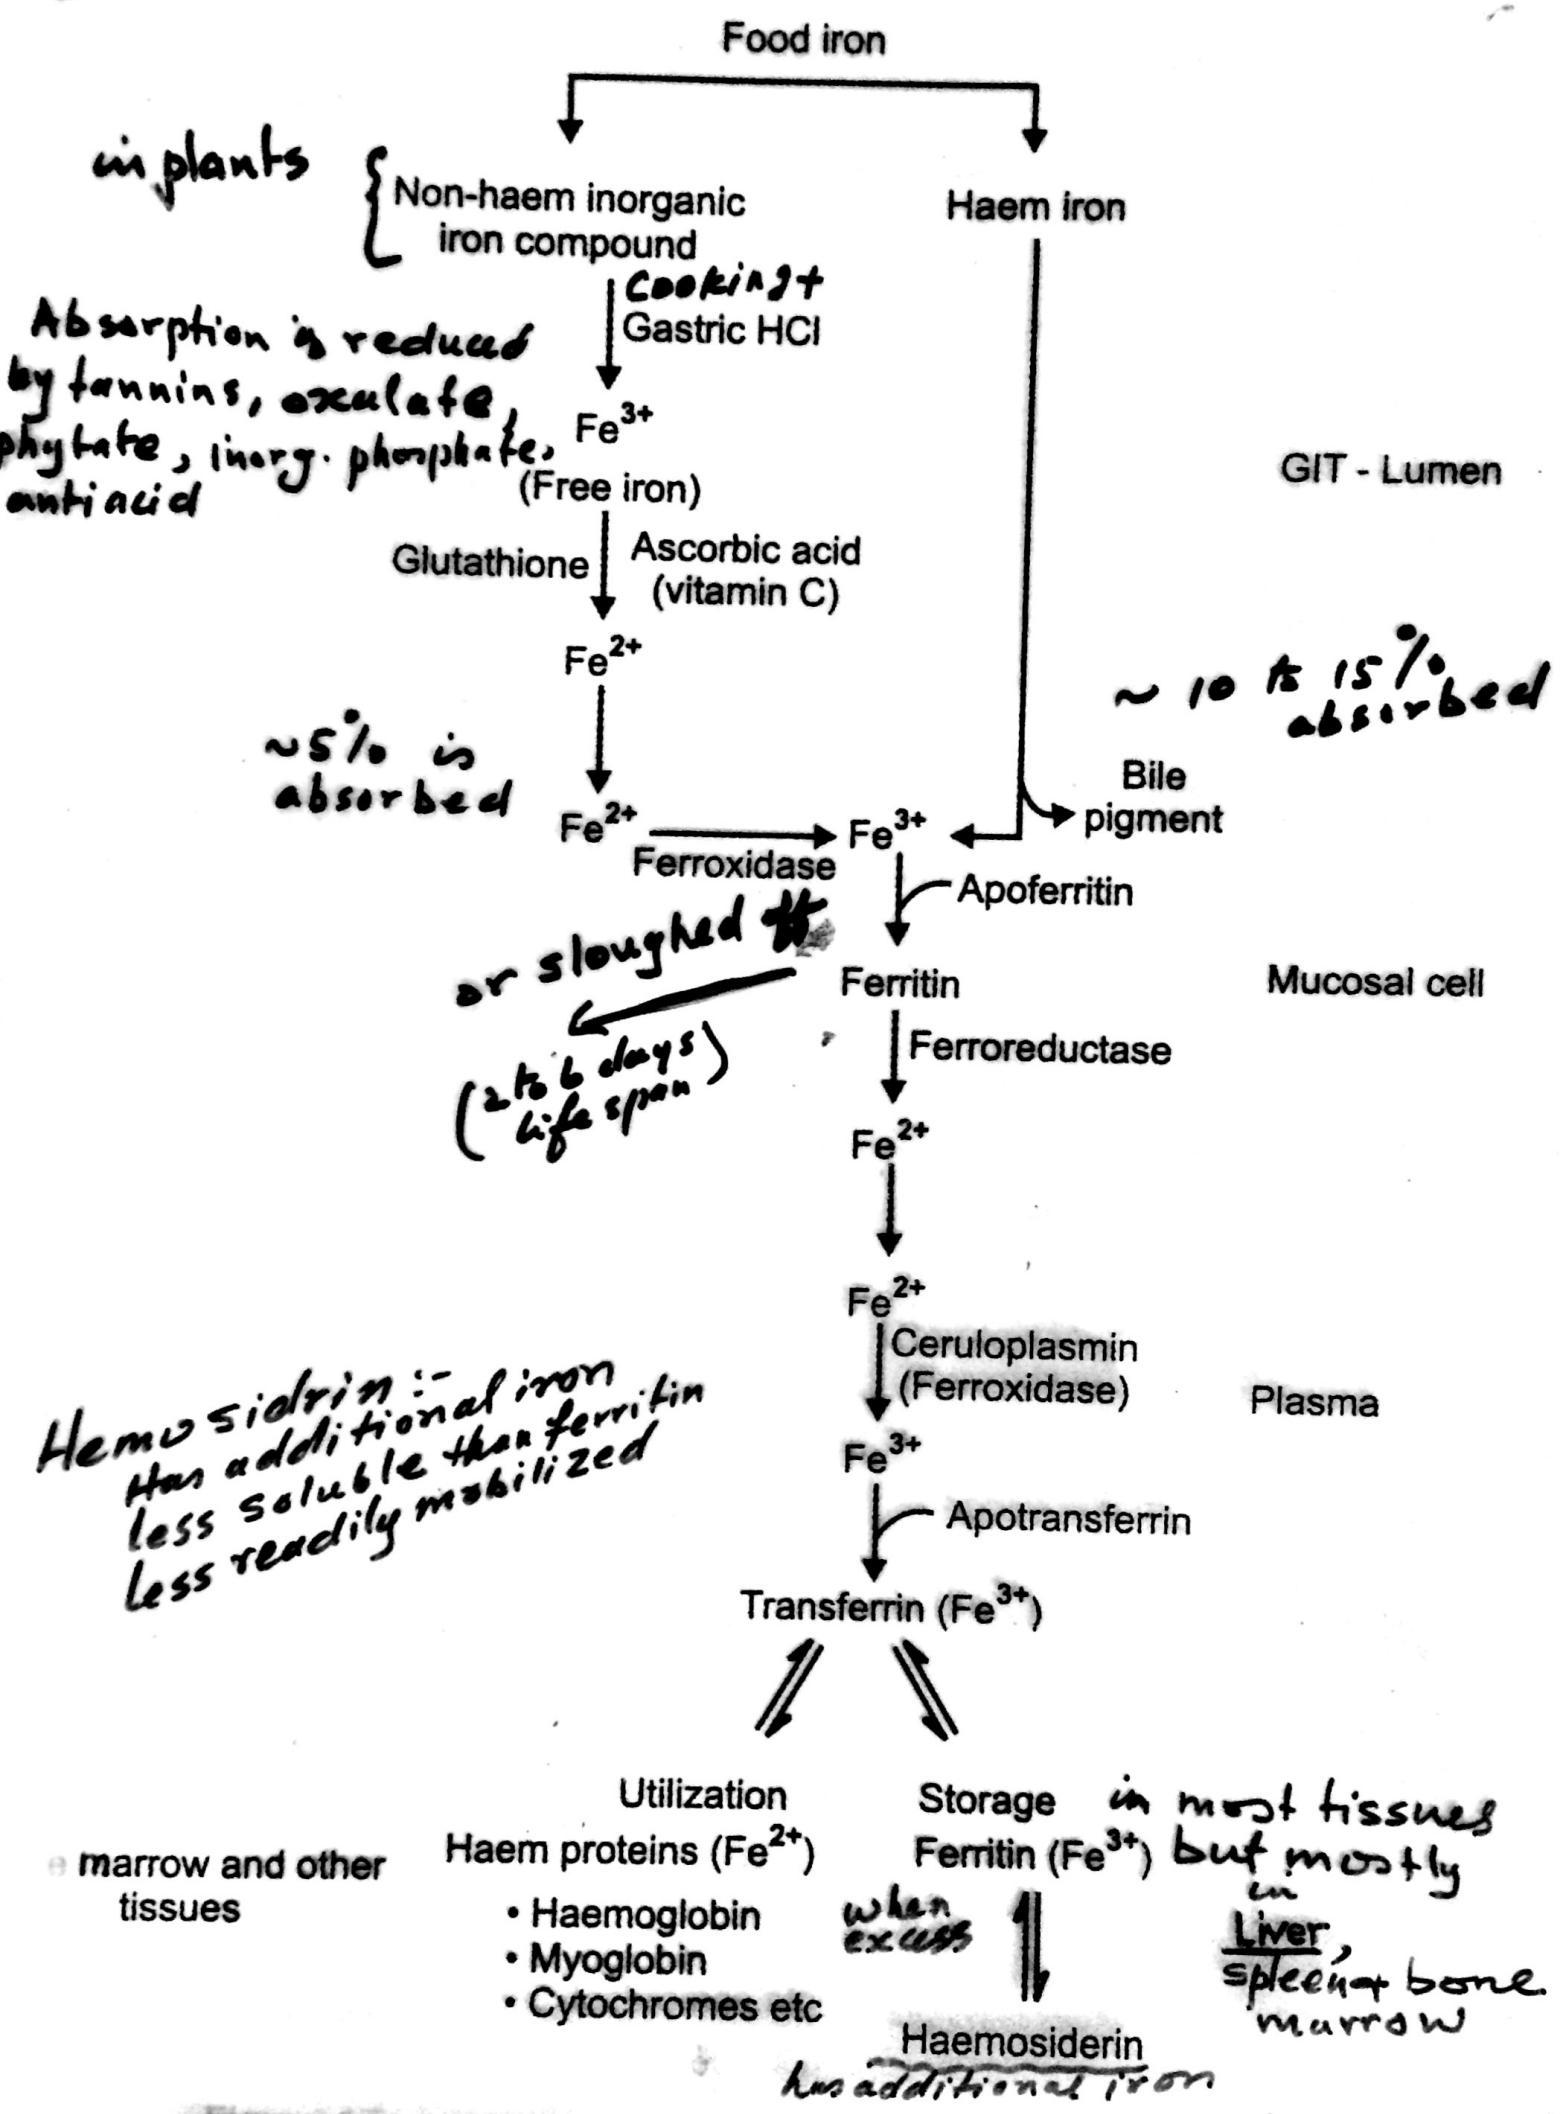 Food iron
in plants
Non-haem inorganic
iron compound
Haem iron
cooking +
Gastric HCl
Absorption is reduced
by tannins, oxalate,
phytate, inorg. phosphate,
antiacid
Fe3+
(Free iron)
GIT - Lumen
Glutathione
Ascorbic acid
(vitamin C)
Fe2+
~ 10 to 15%
absorbed
~5% is
absorbed
Bile
pigment
Fe2+
Ferroxidase
Fe3+
Apoferritin
or sloughed off
(2 to 6 days
life span)
Ferritin
Mucosal cell
Ferroreductase
Fe2+
Fe2+
Ceruloplasmin
(Ferroxidase)
Plasma
Hemosidrin :-
Has additional iron
less soluble than ferritin
less readily mobilized
Fe3+
Apotransferrin
Transferrin (Fe3+)
Utilization
Haem proteins (Fe2+)
• Haemoglobin
• Myoglobin
• Cytochromes etc
marrow and other
tissues
Storage
Ferritin (Fe3+)
in most tissues
but mostly
in
Liver,
spleen + bone
marrow
when
excess
Haemosiderin
has additional iron